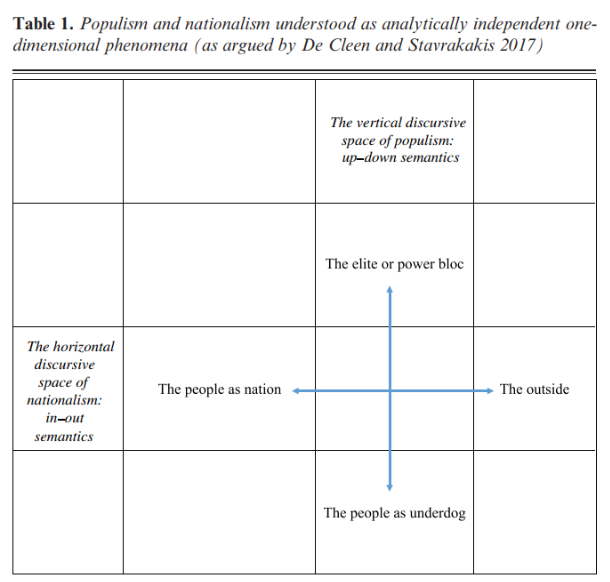 Table 1. Populism and nationalism understood as analytically independent one-
dimensional phenomena (as argued by De Cleen and Stavrakakis 2017)
The vertical discursive
space of populism:
up–down semantics
The elite or power bloc
The horizontal
discursive
space of
nationalism:
in–out
semantics
The people as nation
The outside
The people as underdog